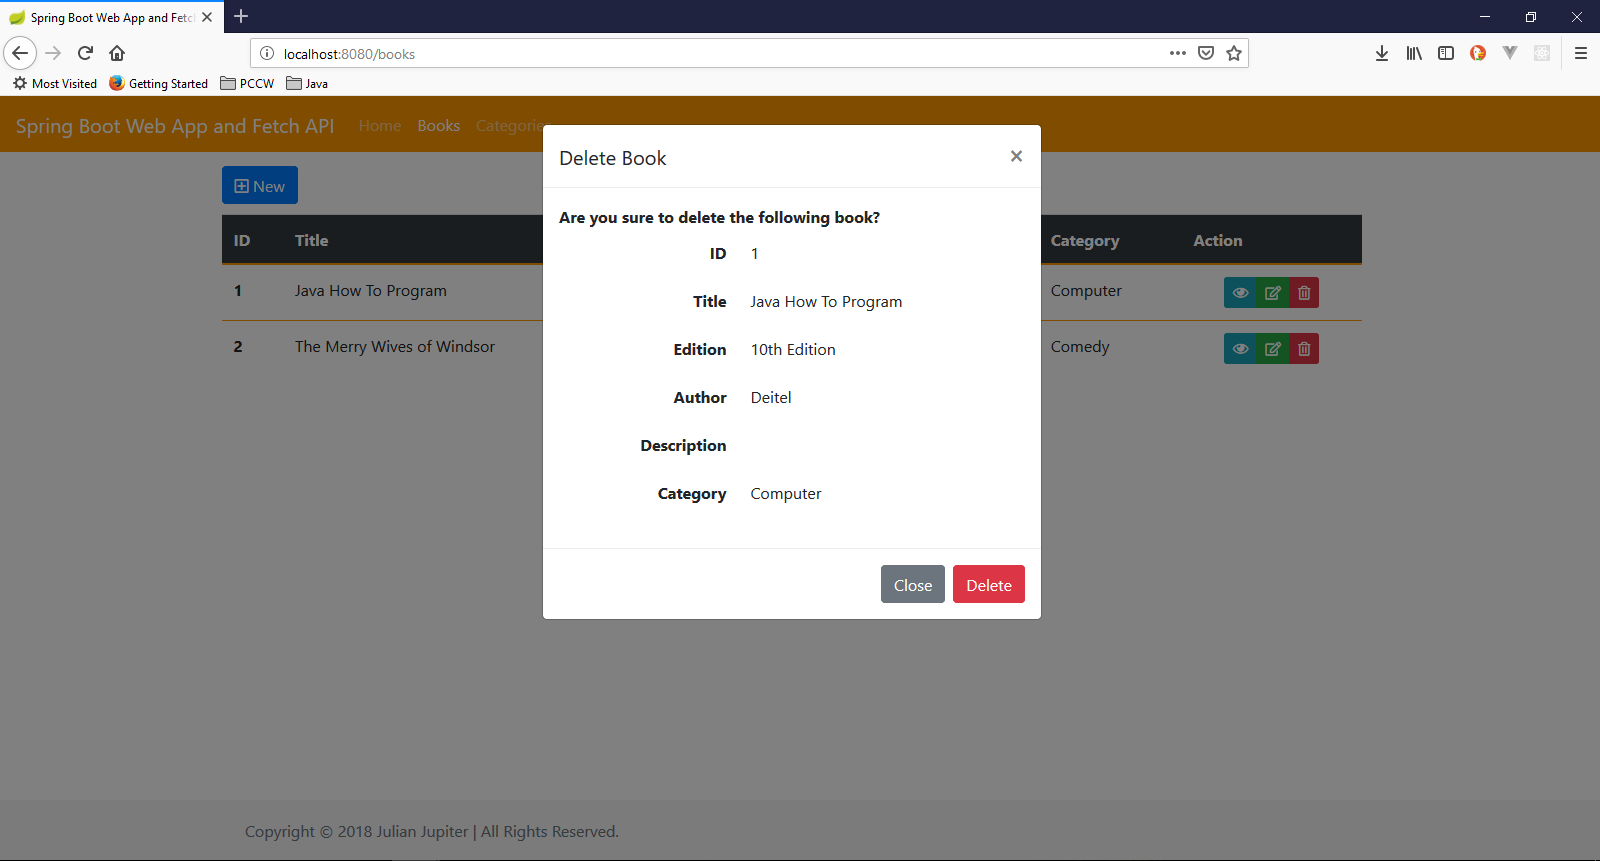 Spring Boot Web App and Fetc
localhost:8080/books
Most Visited Getting Started PCCW Java
Spring Boot Web App and Fetch API Home Books Categories
Delete Book ×
New
Are you sure to delete the following book?
ID Title Category Action
ID 1
1 Java How To Program Computer
Title Java How To Program
2 The Merry Wives of Windsor Comedy
Edition 10th Edition
Author Deitel
Description
Category Computer
Close Delete
Copyright © 2018 Julian Jupiter | All Rights Reserved.